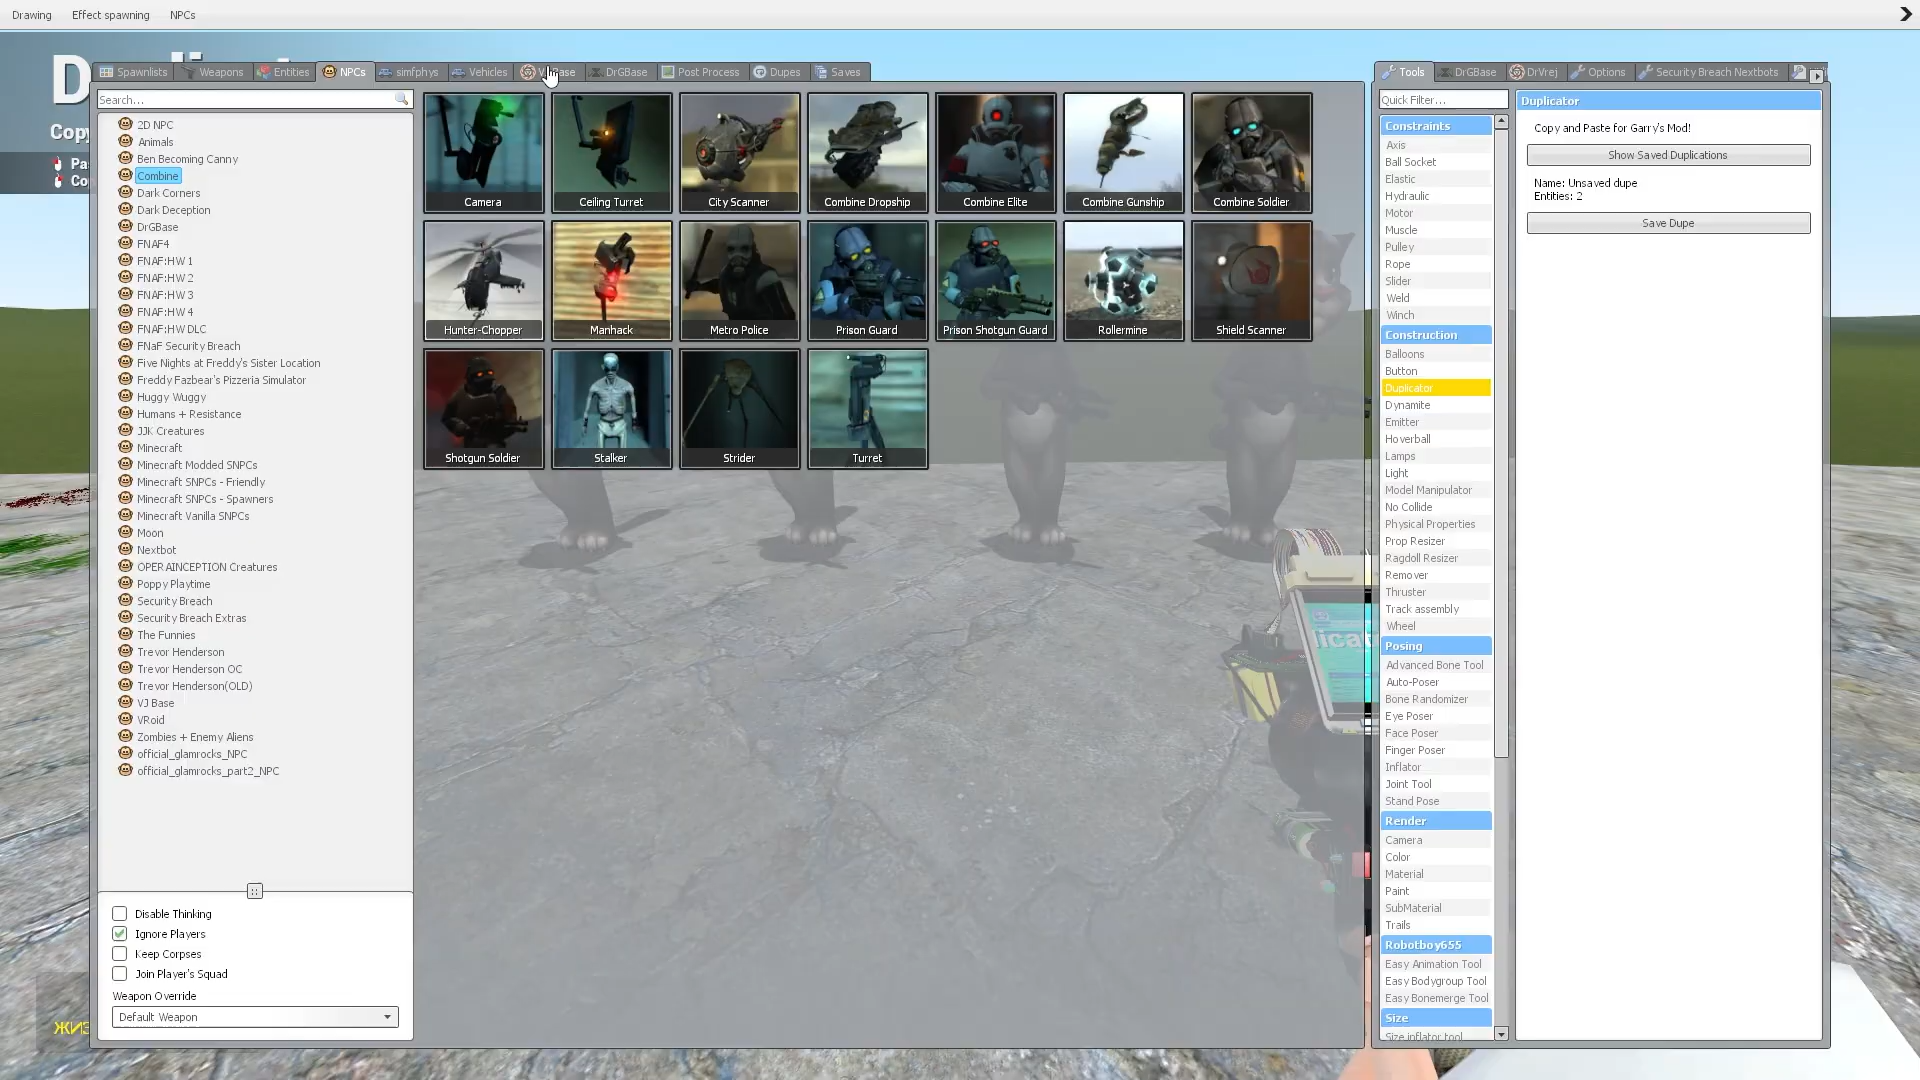 Drawing Effect spawning NPCs
Spawnlists Weapons Entities NPCs simfphys Vehicles DrGBase Post Process Dupes Saves
Search...
2D NPC
Animals
Ben Becoming Canny
Combine
Dark Corners
Dark Deception
DrGBase
FNAF4
FNAF:HW 1
FNAF:HW 2
FNAF:HW 3
FNAF:HW 4
FNAF:HW DLC
FNaF Security Breach
Five Nights at Freddy's Sister Location
Freddy Fazbear's Pizzeria Simulator
Huggy Wuggy
Humans + Resistance
JJK Creatures
Minecraft
Minecraft Modded SNPCs
Minecraft SNPCs - Friendly
Minecraft SNPCs - Spawners
Minecraft Vanilla SNPCs
Moon
Nextbot
OPERAINCEPTION Creatures
Poppy Playtime
Security Breach
Security Breach Extras
The Funnies
Trevor Henderson
Trevor Henderson OC
Trevor Henderson(OLD)
VJ Base
VRoid
Zombies + Enemy Aliens
official_glamrocks_NPC
official_glamrocks_part2_NPC
Disable Thinking
Ignore Players
Keep Corpses
Join Player's Squad
Weapon Override
Default Weapon
Camera Ceiling Turret City Scanner Combine Dropship Combine Elite Combine Gunship Combine Soldier
Hunter-Chopper Manhack Metro Police Prison Guard Prison Shotgun Guard Rollermine Shield Scanner
Shotgun Soldier Stalker Strider Turret
Tools DrGBase DrVrej Options Security Breach Nextbots
Quick Filter...
Constraints
Axis
Ball Socket
Elastic
Hydraulic
Motor
Muscle
Pulley
Rope
Slider
Weld
Winch
Construction
Balloons
Button
Duplicator
Dynamite
Emitter
Hoverball
Lamps
Light
Model Manipulator
No Collide
Physical Properties
Prop Resizer
Ragdoll Resizer
Remover
Thruster
Track assembly
Wheel
Posing
Advanced Bone Tool
Auto-Poser
Bone Randomizer
Eye Poser
Face Poser
Finger Poser
Inflator
Joint Tool
Stand Pose
Render
Camera
Color
Material
Paint
SubMaterial
Trails
Robotboy655
Easy Animation Tool
Easy Bodygroup Tool
Easy Bonemerge Tool
Size
Size inflator tool
Duplicator
Copy and Paste for Garry's Mod!
Show Saved Duplications
Name: Unsaved dupe
Entities: 2
Save Dupe